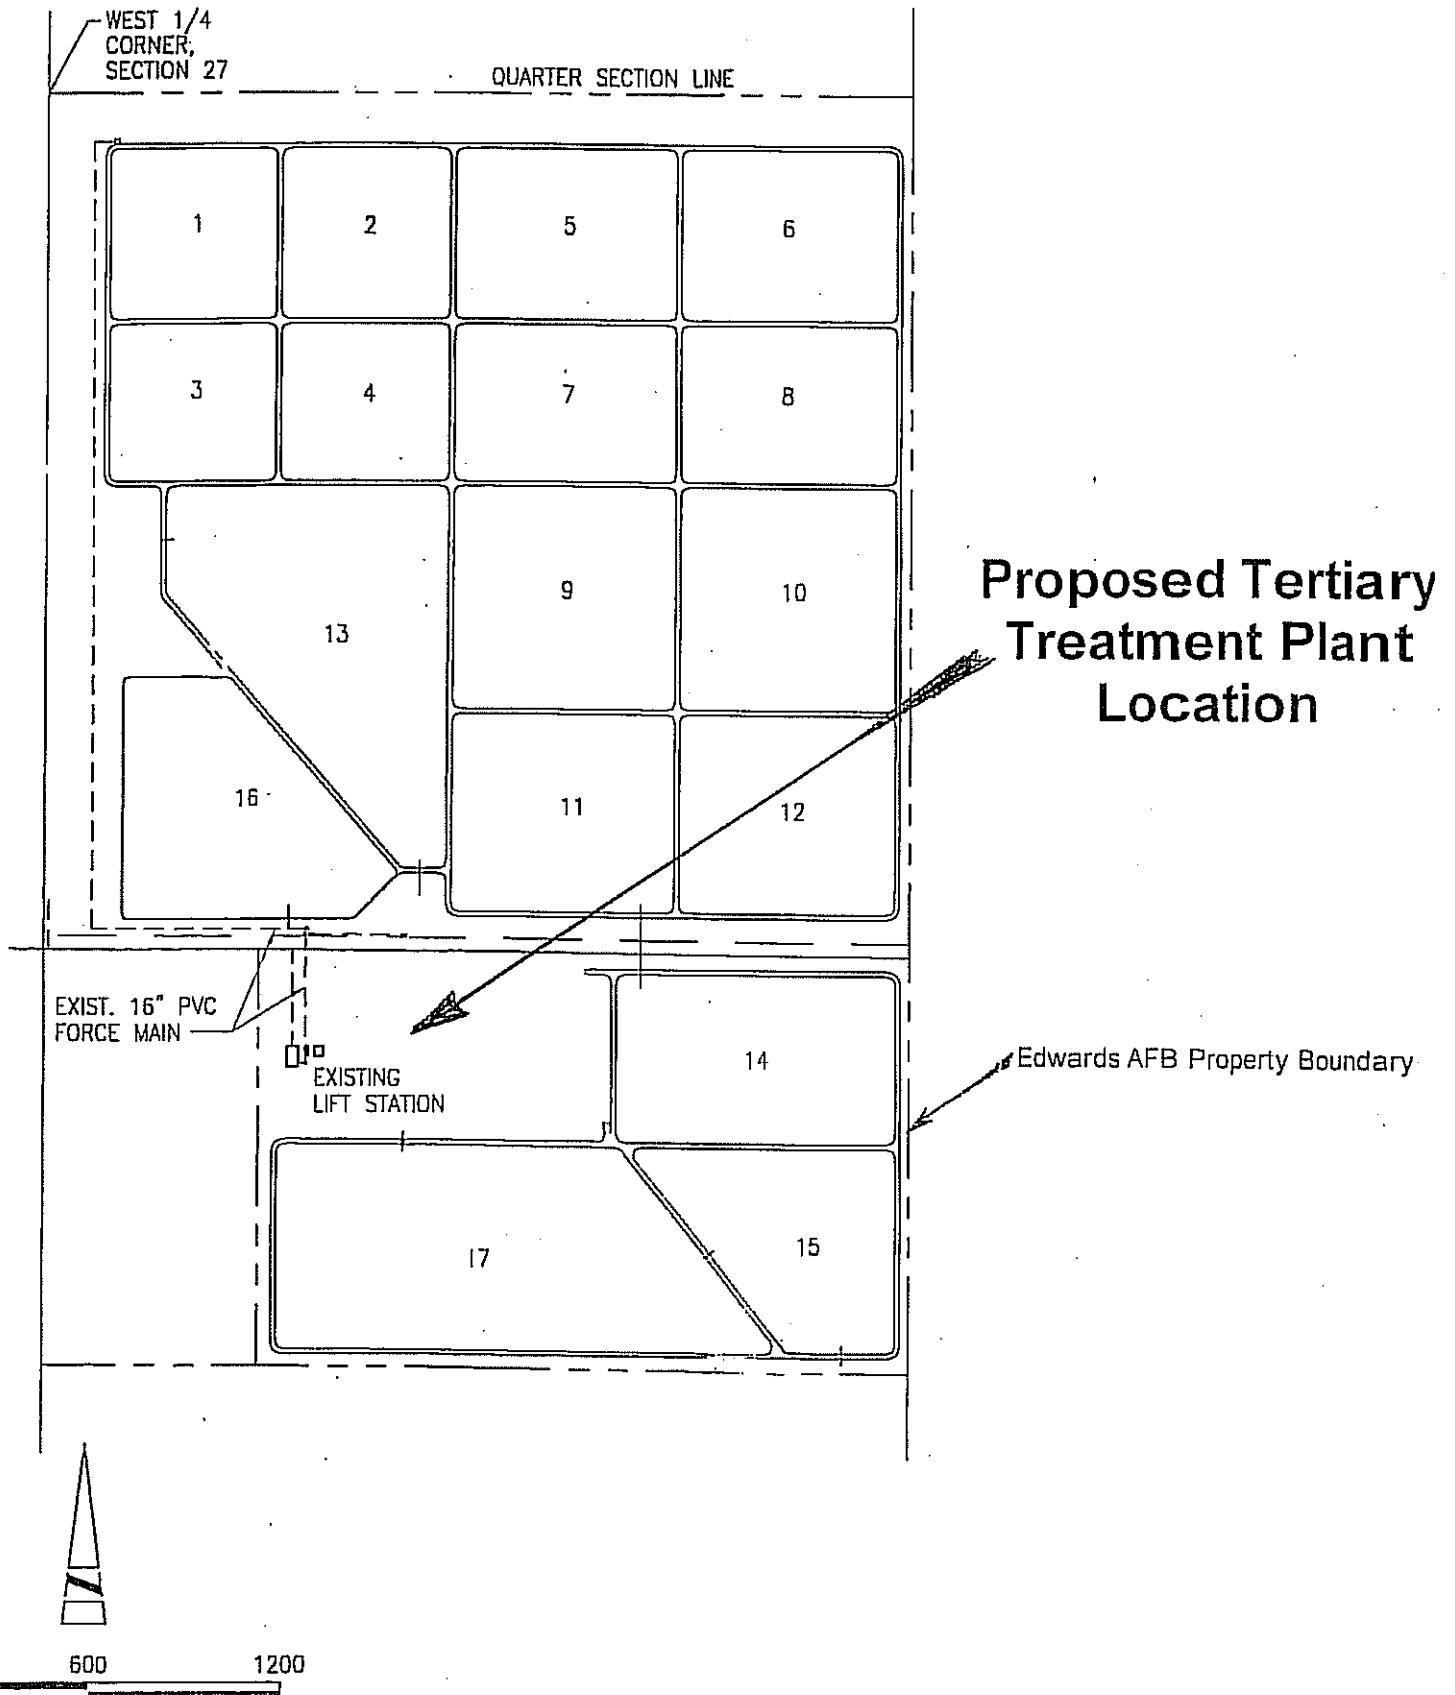 WEST 1/4
CORNER,
SECTION 27
QUARTER SECTION LINE
1
2
5
6
3
4
7
8
9
10
13
Proposed Tertiary
Treatment Plant
Location
16
11
12
EXIST. 16" PVC
FORCE MAIN
EXISTING
LIFT STATION
14
Edwards AFB Property Boundary
17
15
600
1200